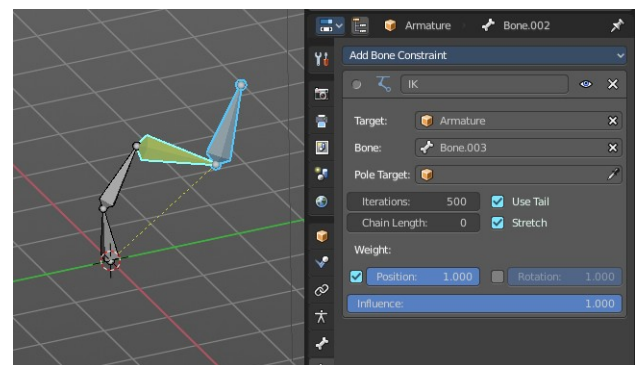 Armature Bone.002
Add Bone Constraint
IK
Target: Armature
Bone: Bone.003
Pole Target:
Iterations: 500 Use Tail
Chain Length: 0 Stretch
Weight:
Position: 1.000 Rotation: 1.000
Influence: 1.000